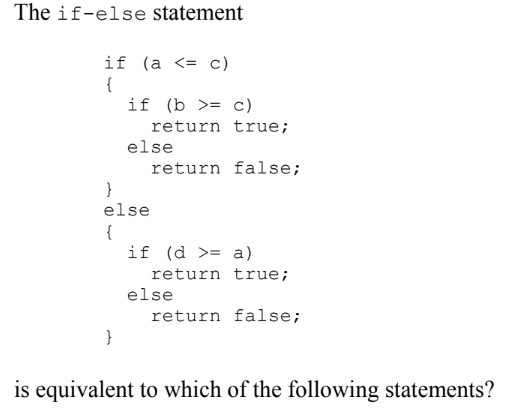 The if-else statement
if (a <= c)
{
if (b >= c)
return true;
else
return false;
}
else
{
if (d >= a)
return true;
else
return false;
}
is equivalent to which of the following statements?